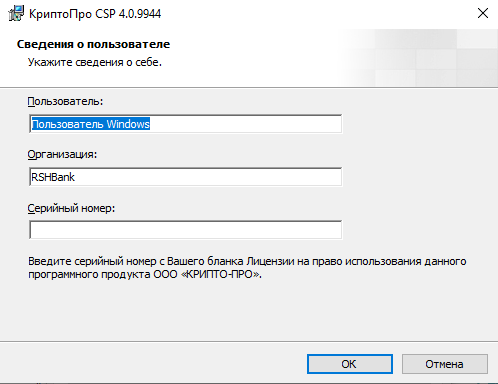 КриптоПро CSP 4.0.9944
Сведения о пользователе
Укажите сведения о себе.
Пользователь:
Пользователь Windows
Организация:
RSHBank
Серийный номер:
Введите серийный номер с Вашего бланка Лицензии на право использования данного
программного продукта ООО «КРИПТО-ПРО».
ОК
Отмена